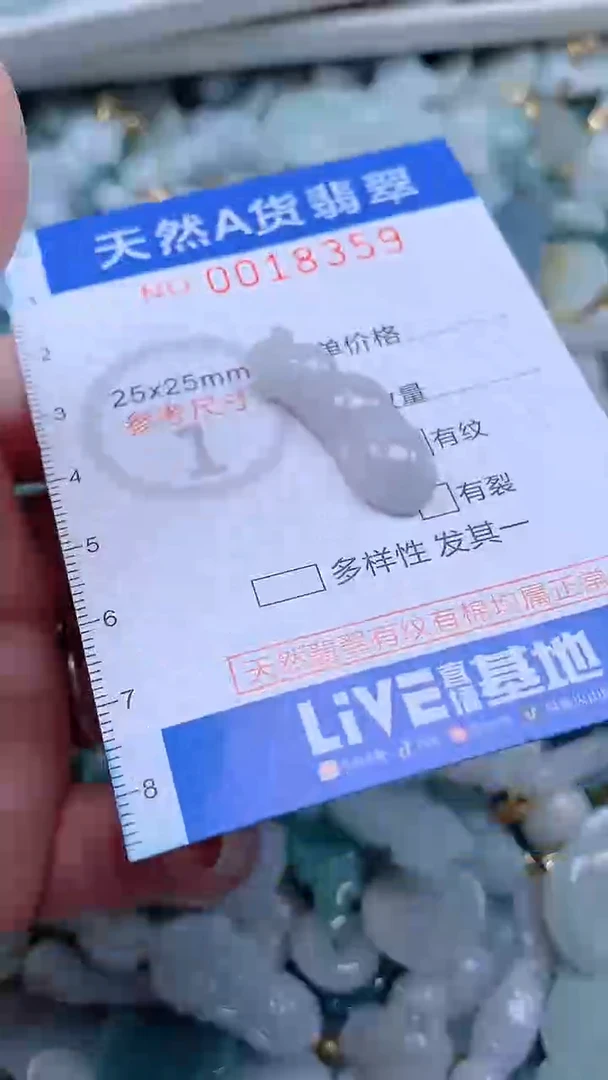 天然A货翡翠
NO 0018359
1
2
3
4
5
6
7
8
25x25mm
参考尺寸
1
单价格
量
有纹
有裂
多样性 发其一
天然翡翠有纹有棉均属正常
LiVE直播基地